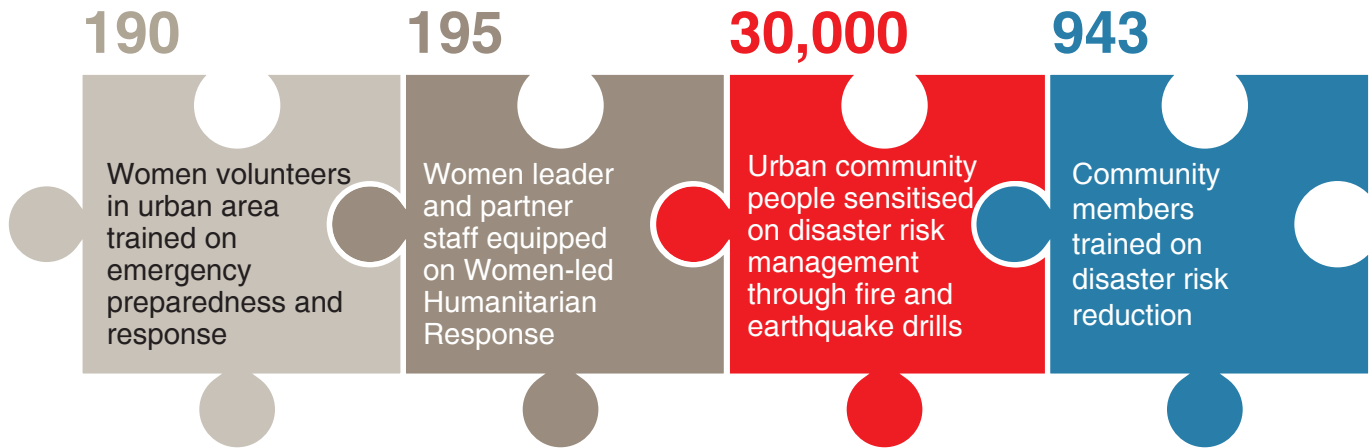 190
Women volunteers
in urban area
trained on
emergency
preparedness and
response
195
Women leader
and partner
staff equipped
on Women-led
Humanitarian
Response
30,000
Urban community
people sensitised
on disaster risk
management
through fire and
earthquake drills
943
Community
members
trained on
disaster risk
reduction